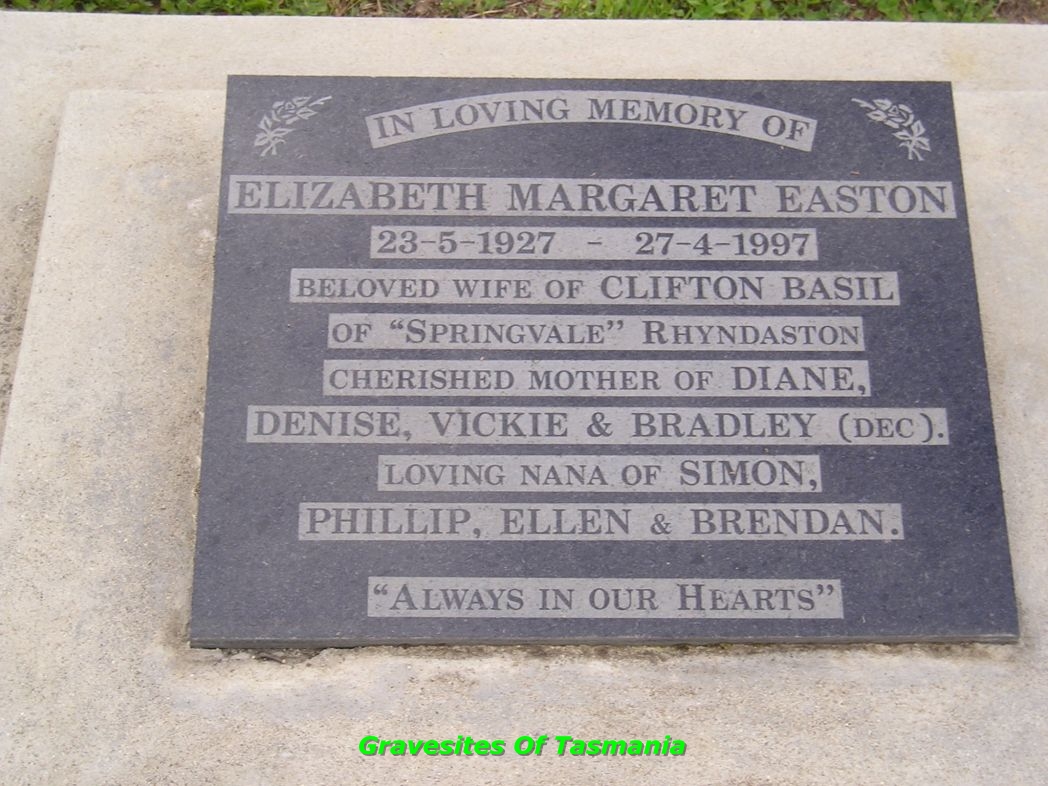 IN LOVING MEMORY OF
ELIZABETH MARGARET EASTON
23-5-1927 - 27-4-1997
BELOVED WIFE OF CLIFTON BASIL
OF "SPRINGVALE" RHYNDASTON
CHERISHED MOTHER OF DIANE,
DENISE, VICKIE & BRADLEY (DEC).
LOVING NANA OF SIMON,
PHILLIP, ELLEN & BRENDAN.
"ALWAYS IN OUR HEARTS"
Gravesites Of Tasmania